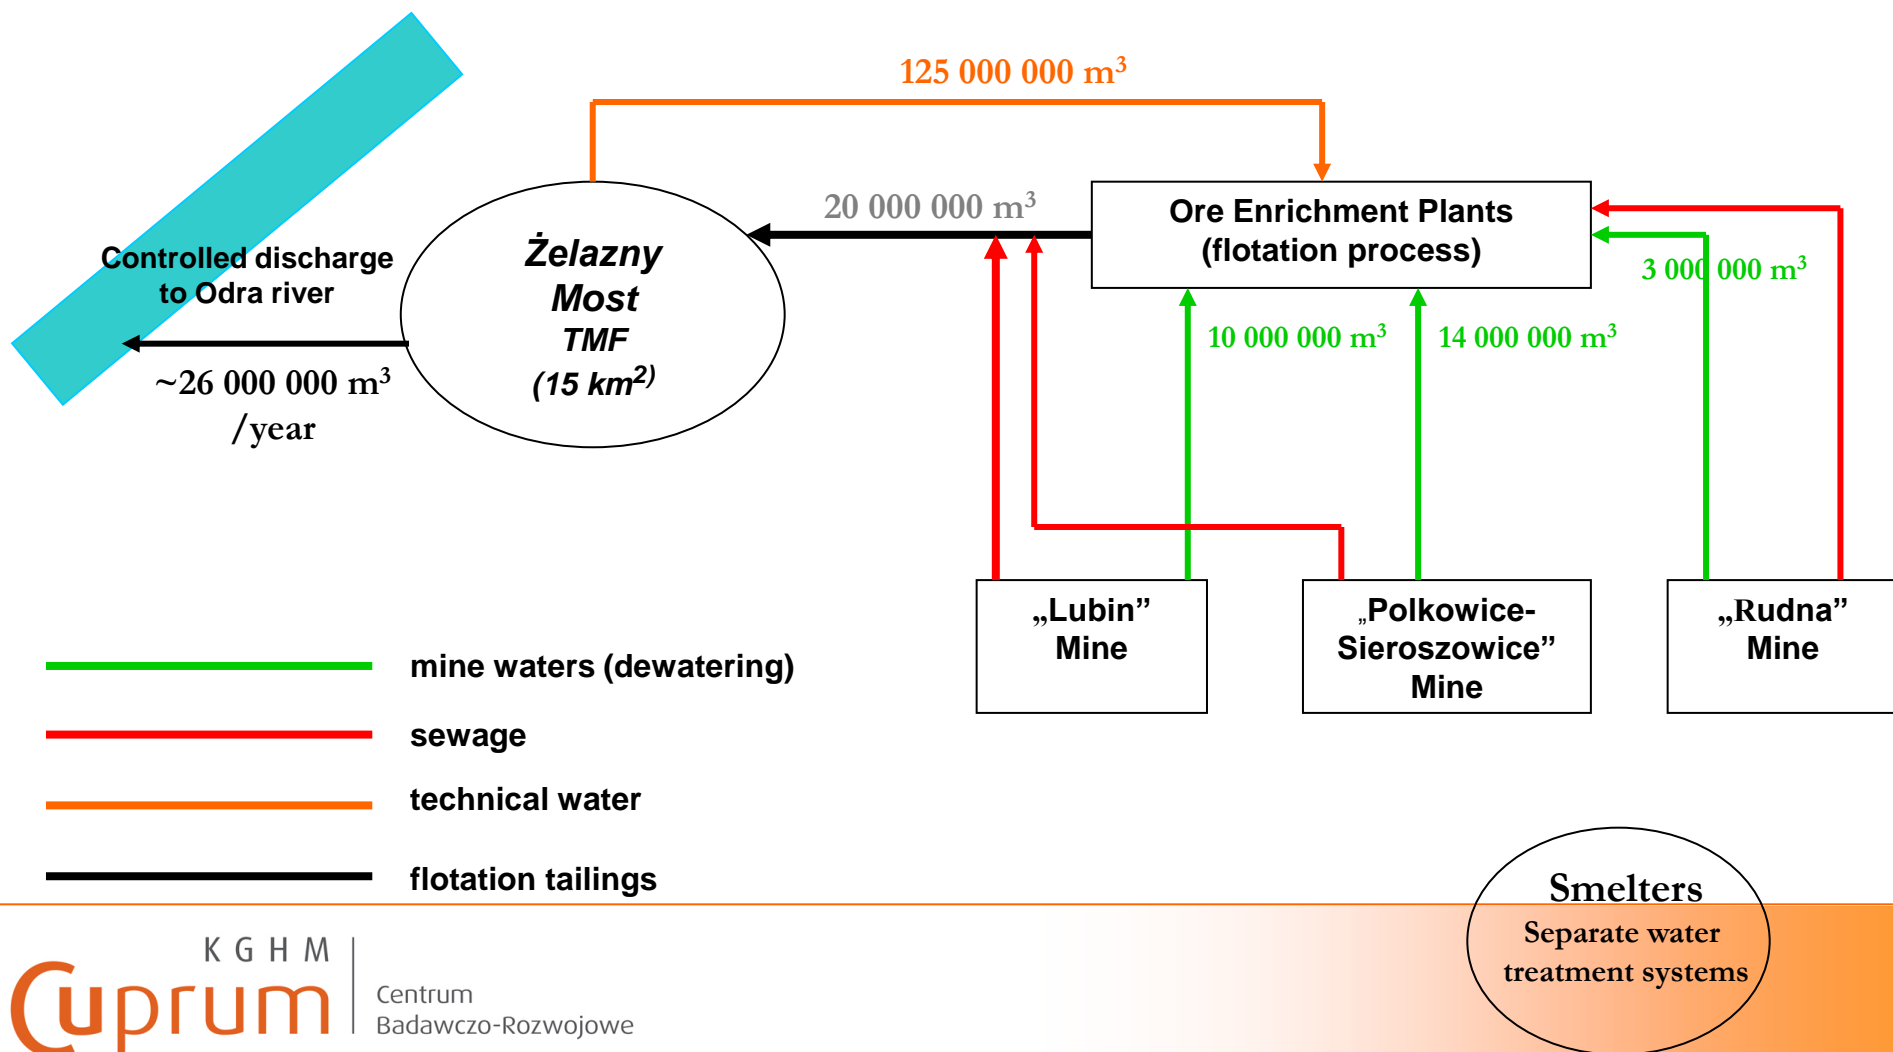 125 000 000 m³
20 000 000 m³
Ore Enrichment Plants
(flotation process)
3 000 000 m³
Żelazny
Most
TMF
(15 km²⁾
Controlled discharge
to Odra river
~26 000 000 m³
/year
10 000 000 m³
14 000 000 m³
„Lubin”
Mine
„Polkowice-
Sieroszowice”
Mine
„Rudna”
Mine
mine waters (dewatering)
sewage
technical water
flotation tailings
Smelters
Separate water
treatment systems
KGHM
Cuprum
Centrum
Badawczo-Rozwojowe